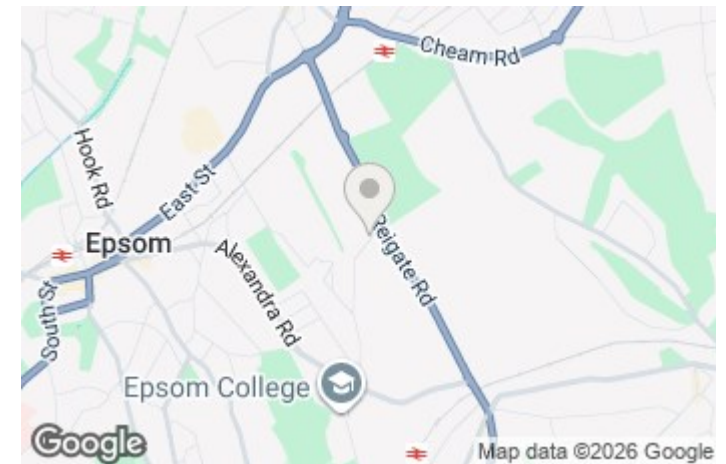 Cheam Rd
Hook Rd
East St
Reigate Rd
Epsom
Alexandra Rd
South St
Epsom College
Google
Map data ©2026 Google